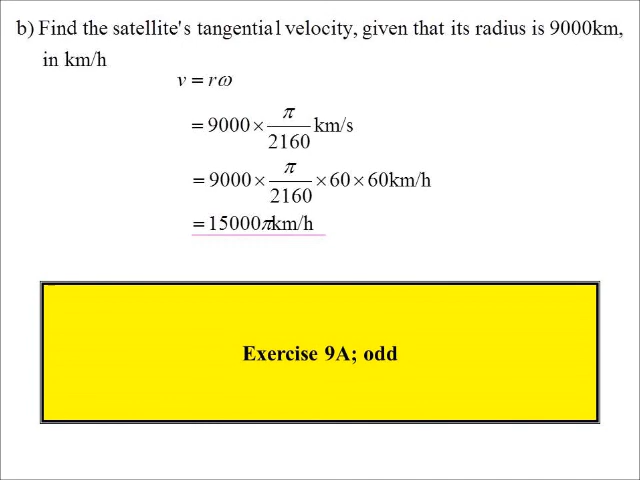 b) Find the satellite's tangential velocity, given that its radius is 9000km,
in km/h
v = rω
= 9000 × π/2160 km/s
= 9000 × π/2160 × 60 × 60km/h
= 15000πkm/h
Exercise 9A; odd